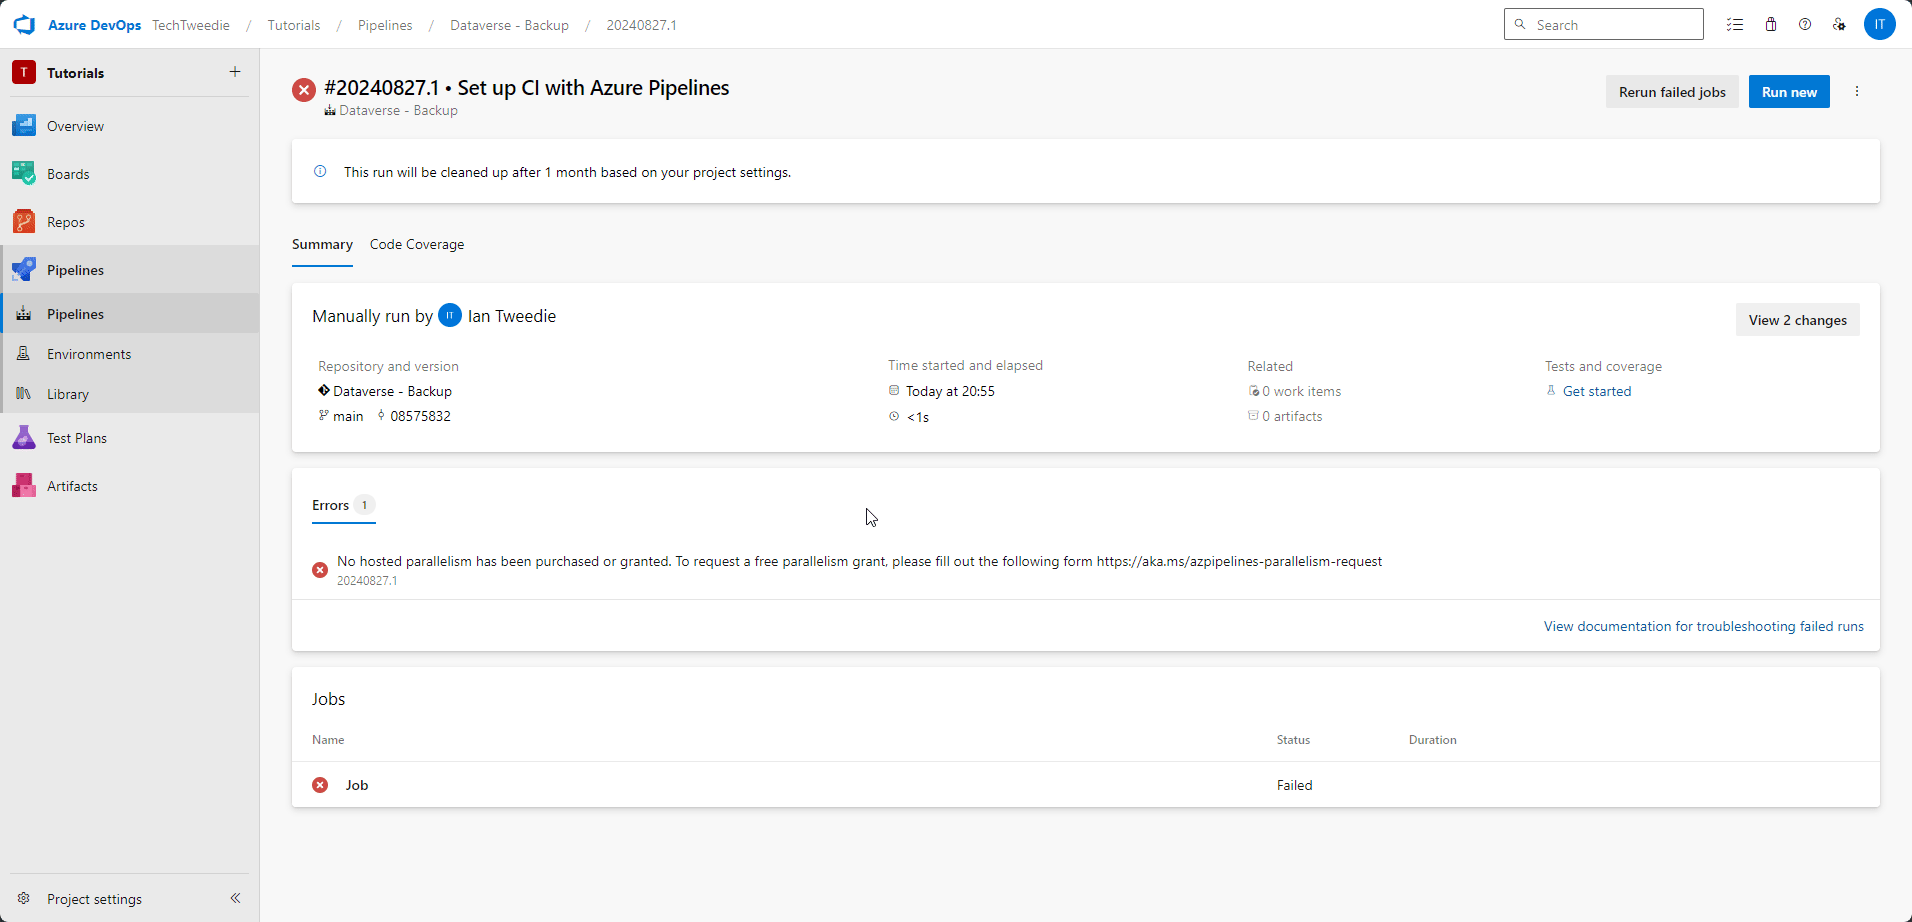 Azure DevOps TechTweedie / Tutorials / Pipelines / Dataverse - Backup / 20240827.1
Search
IT
T Tutorials
Overview
Boards
Repos
Pipelines
Pipelines
Environments
Library
Test Plans
Artifacts
Project settings
#20240827.1 • Set up CI with Azure Pipelines
Dataverse - Backup
Rerun failed jobs
Run new
This run will be cleaned up after 1 month based on your project settings.
Summary Code Coverage
Manually run by IT Ian Tweedie
View 2 changes
Repository and version
Dataverse - Backup
main 08575832
Time started and elapsed
Today at 20:55
<1s
Related
0 work items
0 artifacts
Tests and coverage
Get started
Errors 1
No hosted parallelism has been purchased or granted. To request a free parallelism grant, please fill out the following form https://aka.ms/azpipelines-parallelism-request
20240827.1
View documentation for troubleshooting failed runs
Jobs
Name Status Duration
Job Failed